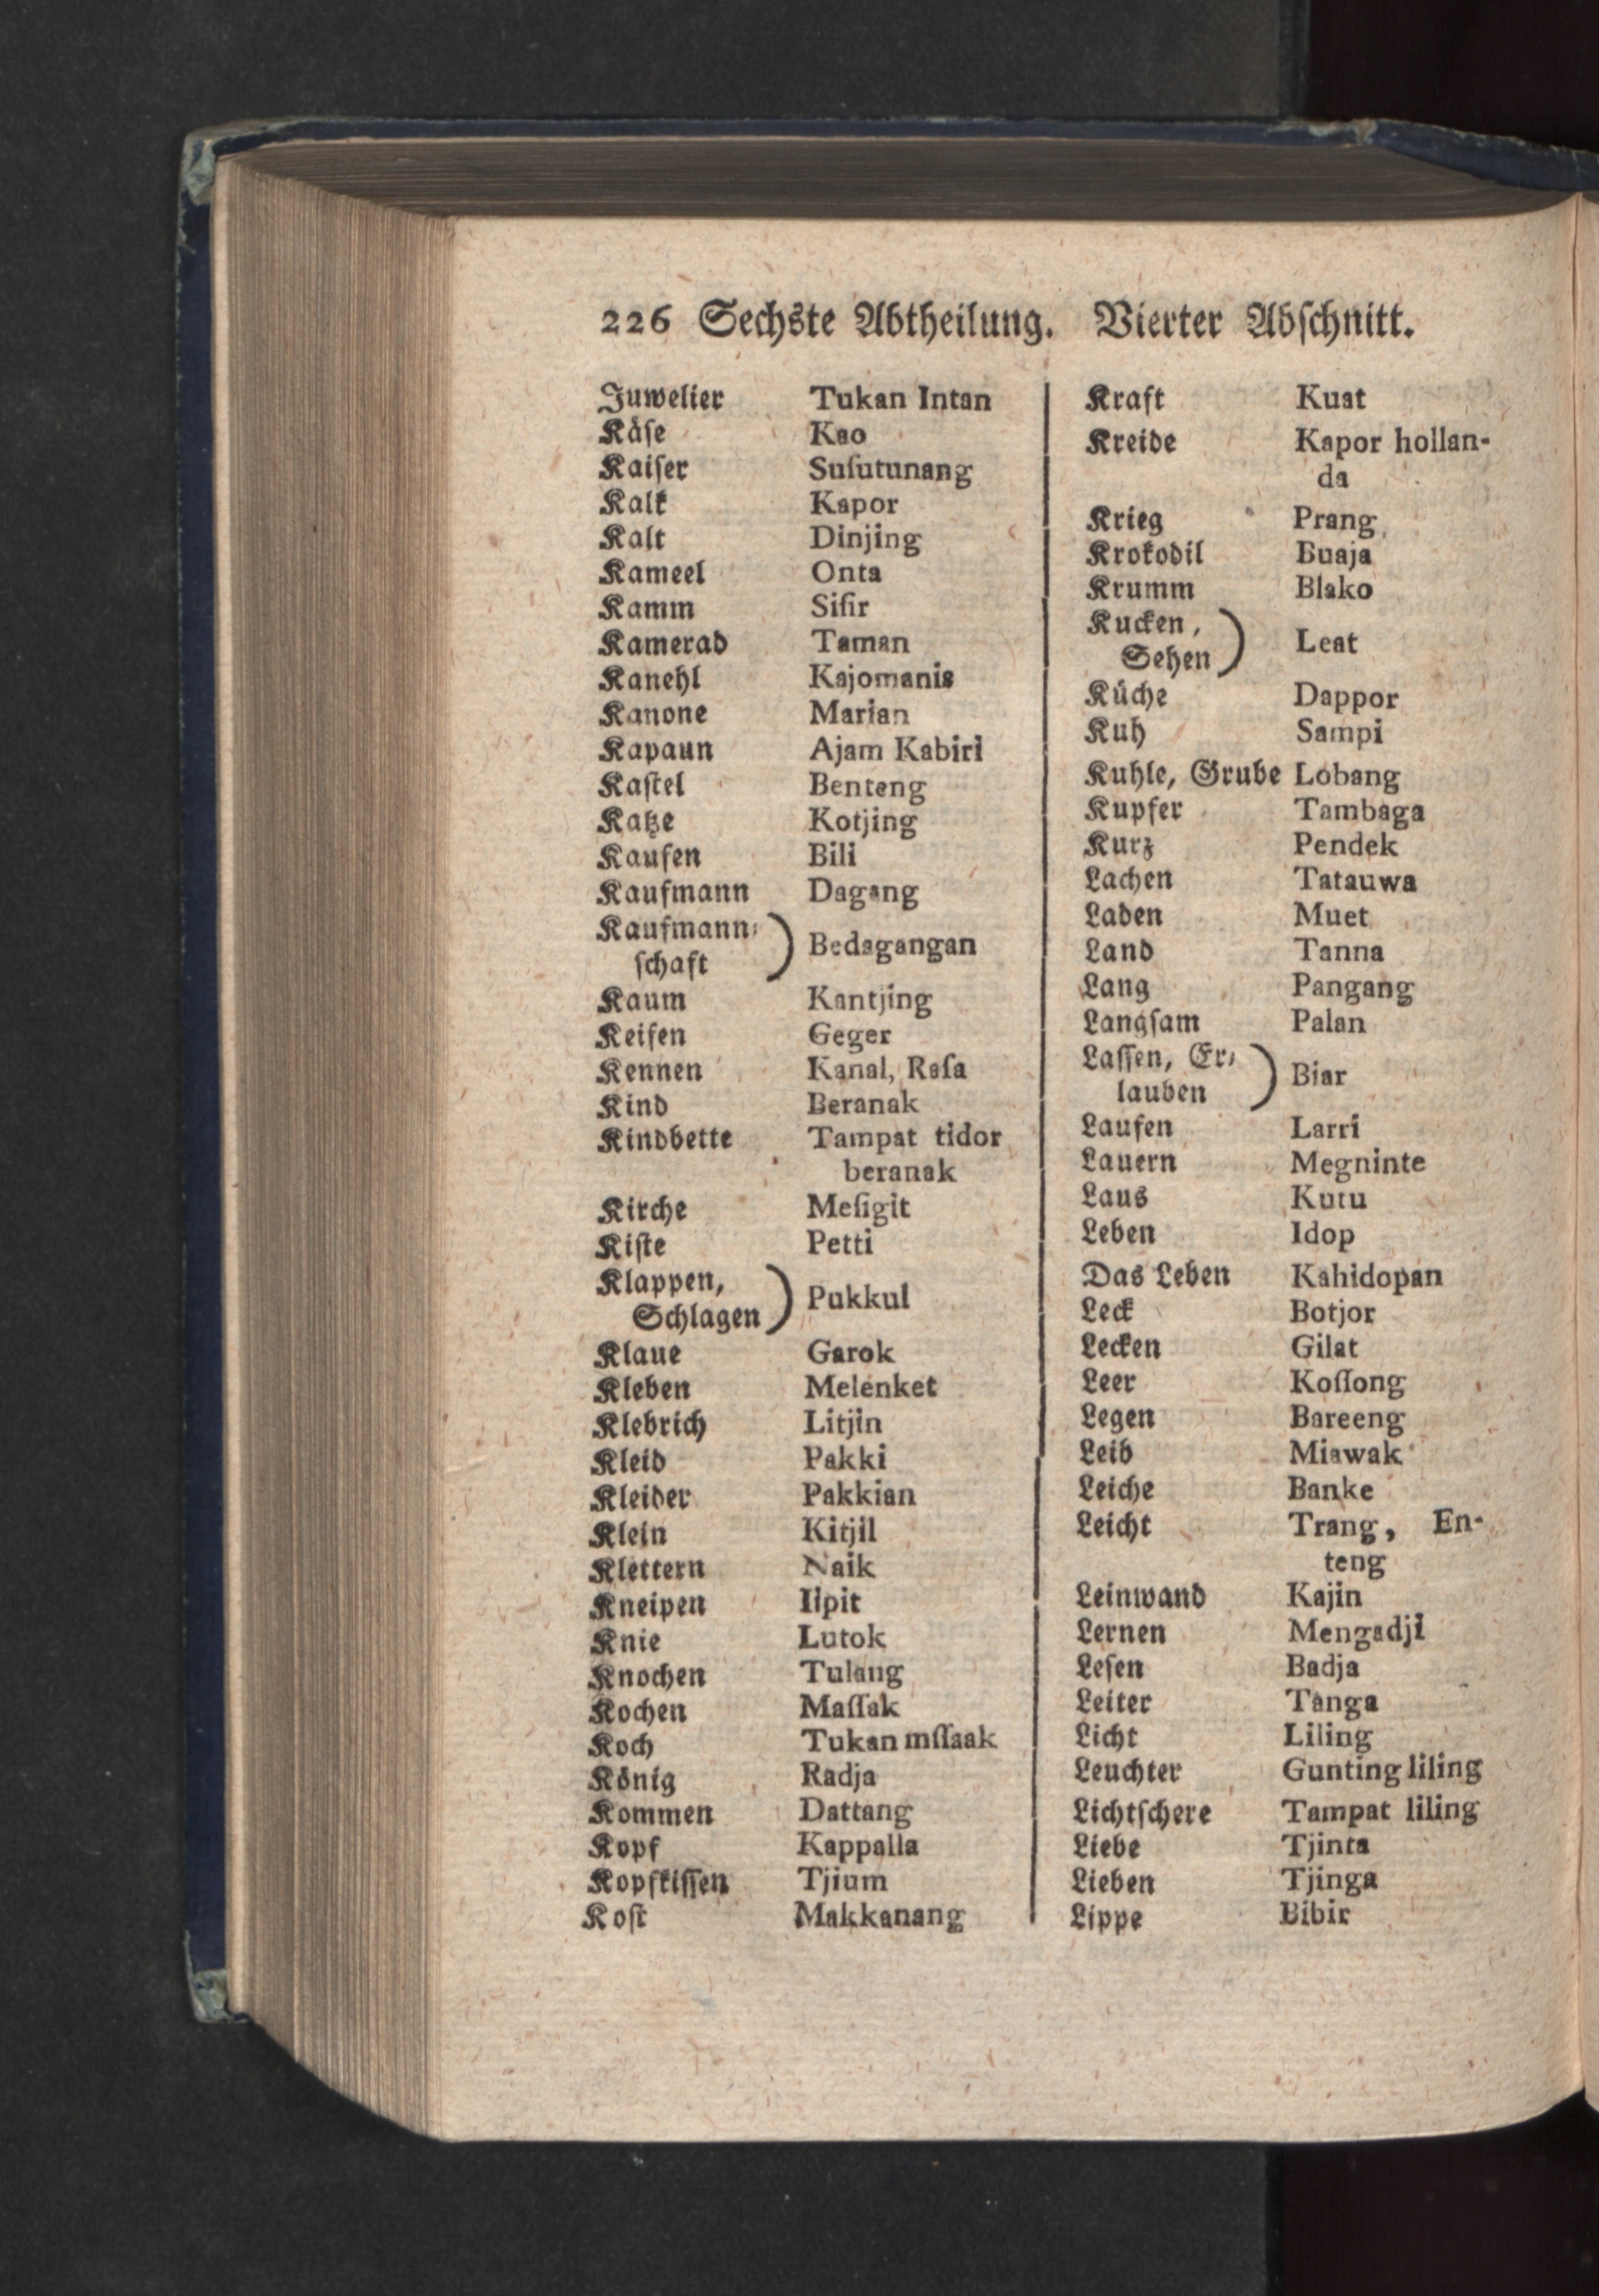 226 Sechste Abtheilung. Vierter Abſchnitt.
Juwelier Tukan Intan
Käſe Kao
Kaiſer Suſutunang
Kalk Kapor
Kalt Dinjing
Kameel Onta
Kamm Siſir
Kamerad Taman
Kanehl Kajomanis
Kanone Marian
Kapaun Ajam Kabiri
Kaſtel Benteng
Katze Kotjing
Kaufen Bili
Kaufmann Dagang
Kaufmann⸗
ſchaft ) Bedagangan
Kaum Kantjing
Keifen Geger
Kennen Kanal, Raſa
Kind Beranak
Kindbette Tampat tidor
beranak
Kirche Meſigit
Kiſte Petti
Klappen,
Schlagen ) Pukkul
Klaue Garok
Kleben Melenket
Klebrich Litjin
Kleid Pakki
Kleider Pakkian
Klein Kitjil
Klettern Naik
Kneipen Iſpit
Knie Lutok
Knochen Tulang
Kochen Maſſak
Koch Tukan mſſaak
König Radja
Kommen Dattang
Kopf Kappalla
Kopfkiſſen Tjium
Koſt Makkanang
Kraft Kuat
Kreide Kapor hollan-
da
Krieg Prang
Krokodil Buaja
Krumm Blako
Kucken,
Sehen ) Leat
Küche Dappor
Kuh Sampi
Kuhle, Grube Lobang
Kupfer Tambaga
Kurz Pendek
Lachen Tatauwa
Laden Muet
Land Tanna
Lang Pangang
Langſam Palan
Laſſen, Er⸗
lauben ) Biar
Laufen Larri
Lauern Megninte
Laus Kutu
Leben Idop
Das Leben Kahidopan
Leck Botjor
Lecken Gilat
Leer Koſſong
Legen Bareeng
Leib Miawak
Leiche Banke
Leicht Trang, En-
teng
Leinwand Kajin
Lernen Mengadji
Leſen Badja
Leiter Tanga
Licht Liling
Leuchter Gunting liling
Lichtſchere Tampat liling
Liebe Tjinta
Lieben Tjinga
Lippe Bibir